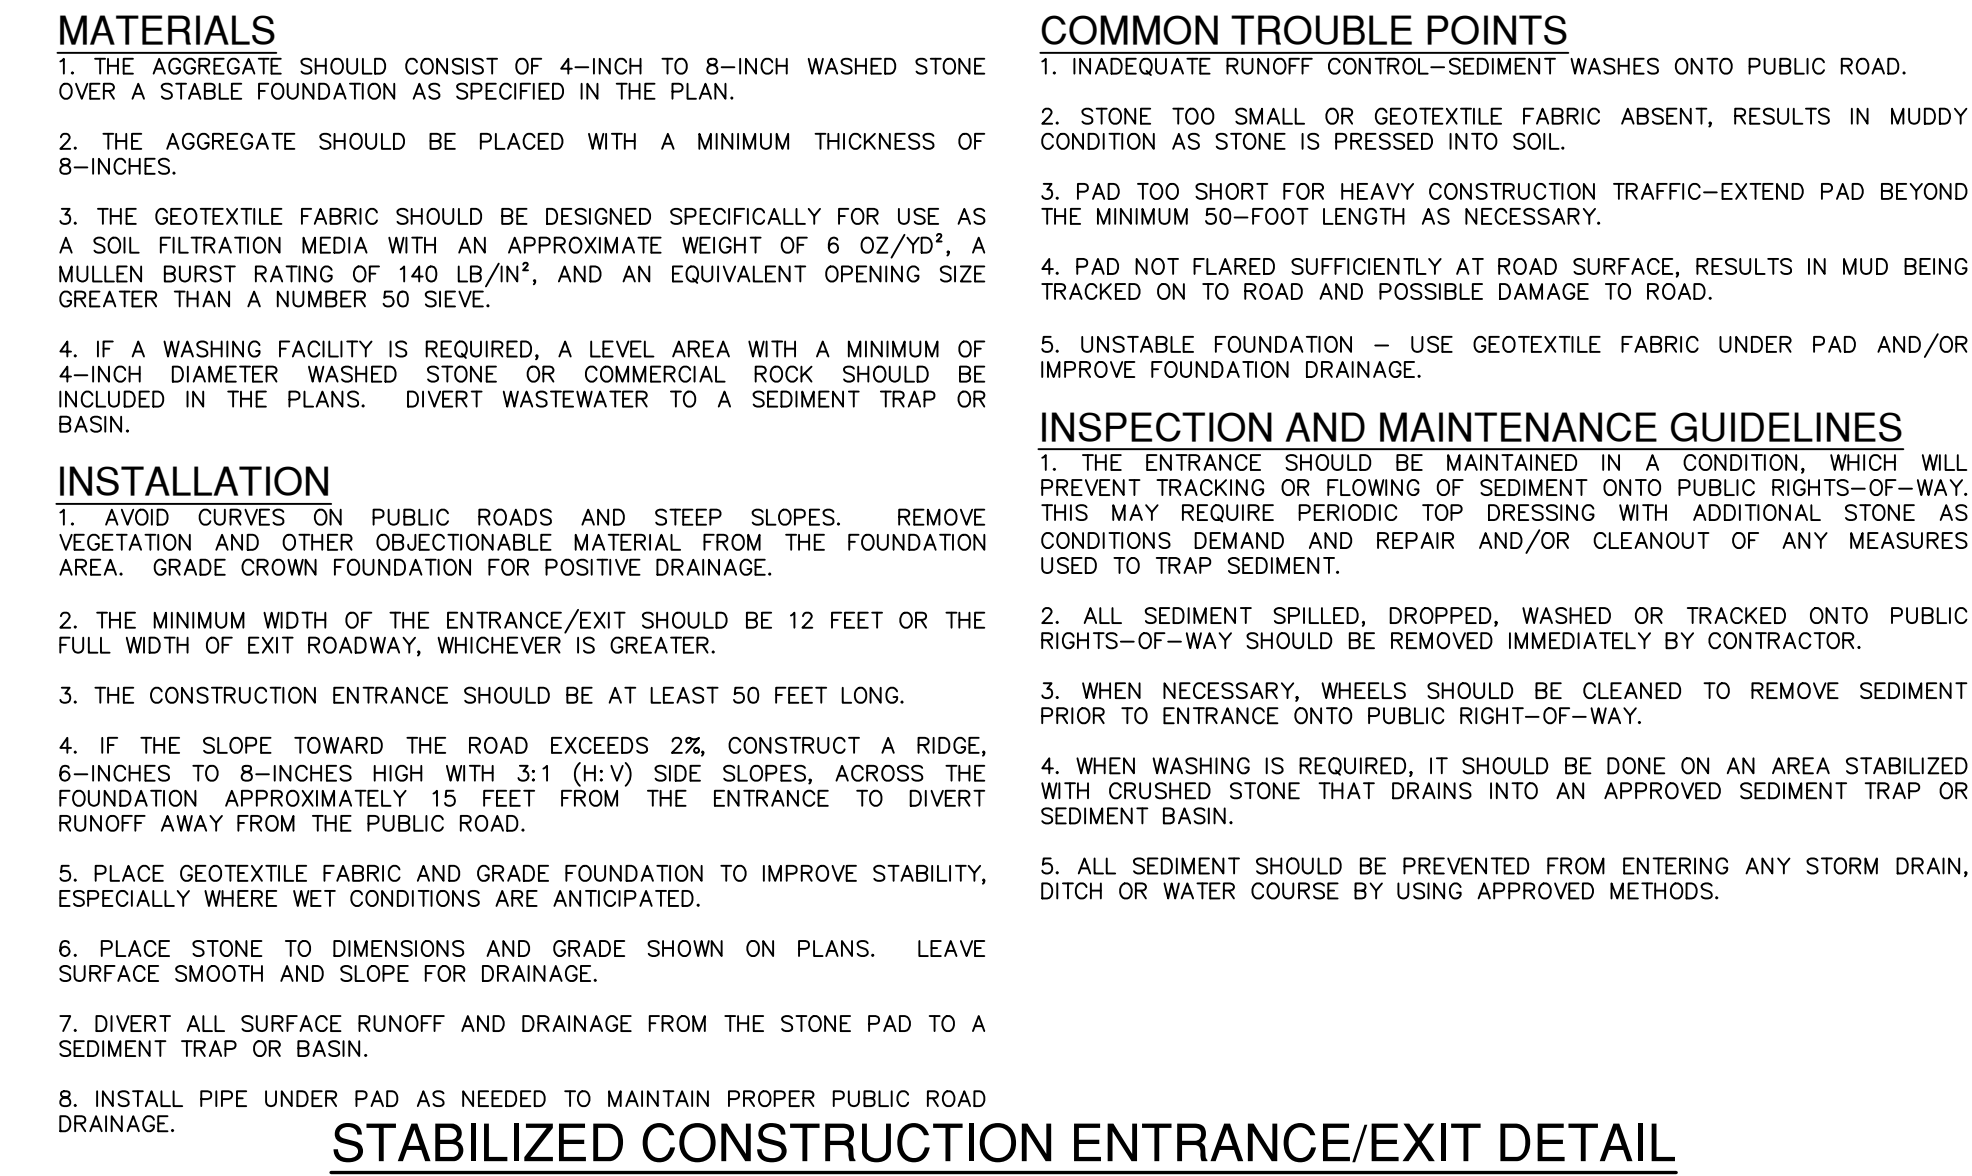 MATERIALS
1. THE AGGREGATE SHOULD CONSIST OF 4-INCH TO 8-INCH WASHED STONE
OVER A STABLE FOUNDATION AS SPECIFIED IN THE PLAN.
2. THE AGGREGATE SHOULD BE PLACED WITH A MINIMUM THICKNESS OF
8-INCHES.
3. THE GEOTEXTILE FABRIC SHOULD BE DESIGNED SPECIFICALLY FOR USE AS
A SOIL FILTRATION MEDIA WITH AN APPROXIMATE WEIGHT OF 6 OZ/YD², A
MULLEN BURST RATING OF 140 LB/IN², AND AN EQUIVALENT OPENING SIZE
GREATER THAN A NUMBER 50 SIEVE.
4. IF A WASHING FACILITY IS REQUIRED, A LEVEL AREA WITH A MINIMUM OF
4-INCH DIAMETER WASHED STONE OR COMMERCIAL ROCK SHOULD BE
INCLUDED IN THE PLANS. DIVERT WASTEWATER TO A SEDIMENT TRAP OR
BASIN.
INSTALLATION
1. AVOID CURVES ON PUBLIC ROADS AND STEEP SLOPES. REMOVE
VEGETATION AND OTHER OBJECTIONABLE MATERIAL FROM THE FOUNDATION
AREA. GRADE CROWN FOUNDATION FOR POSITIVE DRAINAGE.
2. THE MINIMUM WIDTH OF THE ENTRANCE/EXIT SHOULD BE 12 FEET OR THE
FULL WIDTH OF EXIT ROADWAY, WHICHEVER IS GREATER.
3. THE CONSTRUCTION ENTRANCE SHOULD BE AT LEAST 50 FEET LONG.
4. IF THE SLOPE TOWARD THE ROAD EXCEEDS 2%, CONSTRUCT A RIDGE,
6-INCHES TO 8-INCHES HIGH WITH 3:1 (H:V) SIDE SLOPES, ACROSS THE
FOUNDATION APPROXIMATELY 15 FEET FROM THE ENTRANCE TO DIVERT
RUNOFF AWAY FROM THE PUBLIC ROAD.
5. PLACE GEOTEXTILE FABRIC AND GRADE FOUNDATION TO IMPROVE STABILITY,
ESPECIALLY WHERE WET CONDITIONS ARE ANTICIPATED.
6. PLACE STONE TO DIMENSIONS AND GRADE SHOWN ON PLANS. LEAVE
SURFACE SMOOTH AND SLOPE FOR DRAINAGE.
7. DIVERT ALL SURFACE RUNOFF AND DRAINAGE FROM THE STONE PAD TO A
SEDIMENT TRAP OR BASIN.
8. INSTALL PIPE UNDER PAD AS NEEDED TO MAINTAIN PROPER PUBLIC ROAD
DRAINAGE.
COMMON TROUBLE POINTS
1. INADEQUATE RUNOFF CONTROL-SEDIMENT WASHES ONTO PUBLIC ROAD.
2. STONE TOO SMALL OR GEOTEXTILE FABRIC ABSENT, RESULTS IN MUDDY
CONDITION AS STONE IS PRESSED INTO SOIL.
3. PAD TOO SHORT FOR HEAVY CONSTRUCTION TRAFFIC-EXTEND PAD BEYOND
THE MINIMUM 50-FOOT LENGTH AS NECESSARY.
4. PAD NOT FLARED SUFFICIENTLY AT ROAD SURFACE, RESULTS IN MUD BEING
TRACKED ON TO ROAD AND POSSIBLE DAMAGE TO ROAD.
5. UNSTABLE FOUNDATION - USE GEOTEXTILE FABRIC UNDER PAD AND/OR
IMPROVE FOUNDATION DRAINAGE.
INSPECTION AND MAINTENANCE GUIDELINES
1. THE ENTRANCE SHOULD BE MAINTAINED IN A CONDITION, WHICH WILL
PREVENT TRACKING OR FLOWING OF SEDIMENT ONTO PUBLIC RIGHTS-OF-WAY.
THIS MAY REQUIRE PERIODIC TOP DRESSING WITH ADDITIONAL STONE AS
CONDITIONS DEMAND AND REPAIR AND/OR CLEANOUT OF ANY MEASURES
USED TO TRAP SEDIMENT.
2. ALL SEDIMENT SPILLED, DROPPED, WASHED OR TRACKED ONTO PUBLIC
RIGHTS-OF-WAY SHOULD BE REMOVED IMMEDIATELY BY CONTRACTOR.
3. WHEN NECESSARY, WHEELS SHOULD BE CLEANED TO REMOVE SEDIMENT
PRIOR TO ENTRANCE ONTO PUBLIC RIGHT-OF-WAY.
4. WHEN WASHING IS REQUIRED, IT SHOULD BE DONE ON AN AREA STABILIZED
WITH CRUSHED STONE THAT DRAINS INTO AN APPROVED SEDIMENT TRAP OR
SEDIMENT BASIN.
5. ALL SEDIMENT SHOULD BE PREVENTED FROM ENTERING ANY STORM DRAIN,
DITCH OR WATER COURSE BY USING APPROVED METHODS.
STABILIZED CONSTRUCTION ENTRANCE/EXIT DETAIL